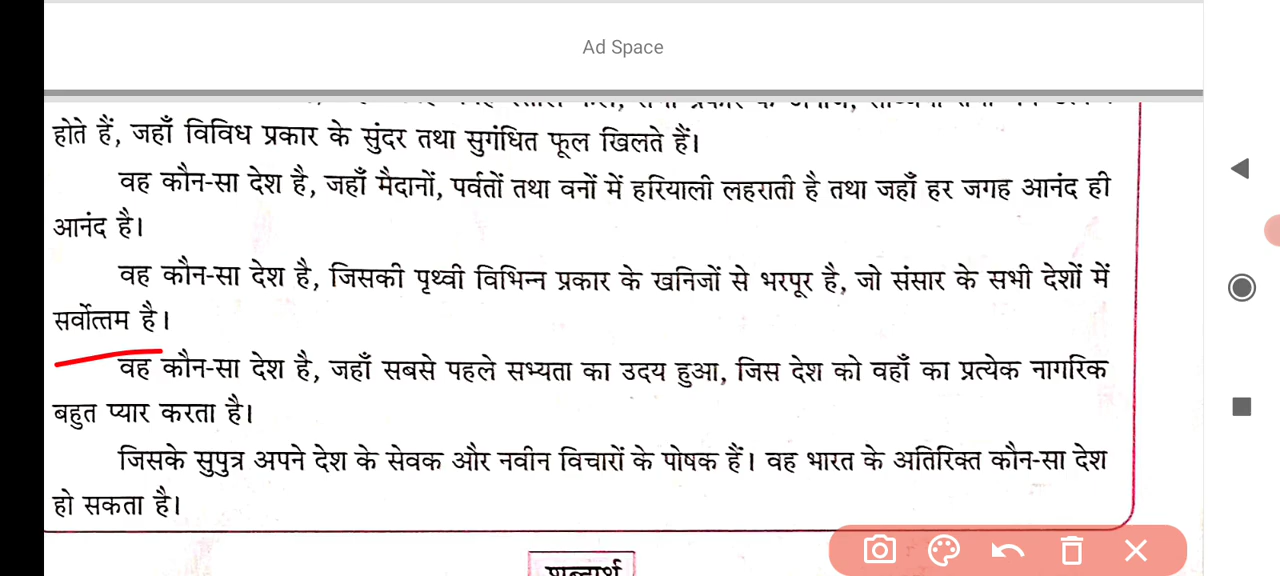 Ad Space
होते हैं, जहाँ विविध प्रकार के सुंदर तथा सुगंधित फूल खिलते हैं।
वह कौन-सा देश है, जहाँ मैदानों, पर्वतों तथा वनों में हरियाली लहराती है तथा जहाँ हर जगह आनंद ही
आनंद है।
वह कौन-सा देश है, जिसकी पृथ्वी विभिन्न प्रकार के खनिजों से भरपूर है, जो संसार के सभी देशों में
सर्वोत्तम है।
वह कौन-सा देश है, जहाँ सबसे पहले सभ्यता का उदय हुआ, जिस देश को वहाँ का प्रत्येक नागरिक
बहुत प्यार करता है।
जिसके सुपुत्र अपने देश के सेवक और नवीन विचारों के पोषक हैं। वह भारत के अतिरिक्त कौन-सा देश
हो सकता है।
शब्दार्थ